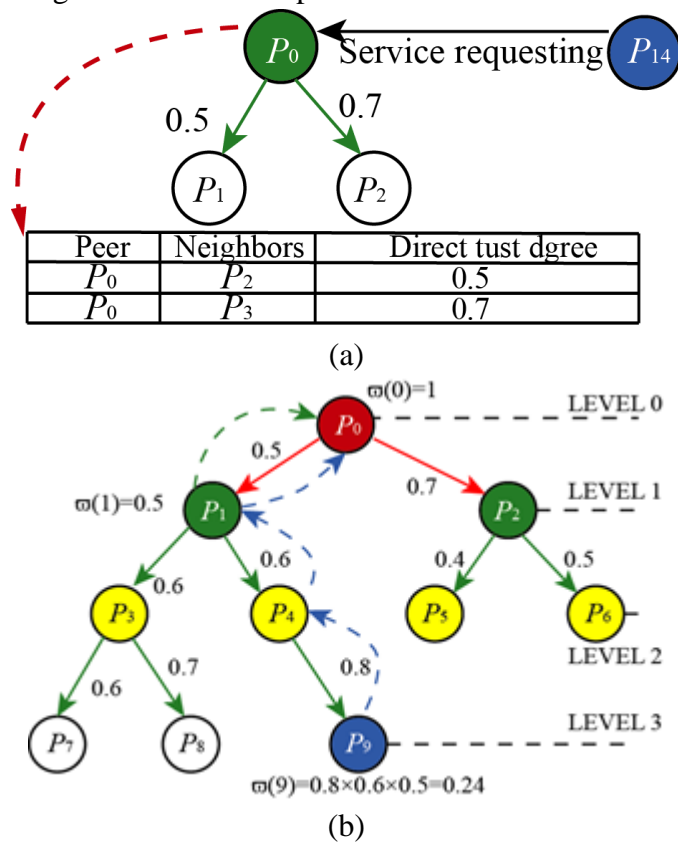 P0
Service requesting
P14
0.5
0.7
P1
P2
Peer Neighbors Direct tust dgree
P0 P2 0.5
P0 P3 0.7
(a)
ϖ(0)=1
LEVEL 0
P0
0.5
0.7
LEVEL 1
ϖ(1)=0.5
P1
P2
0.6
0.6
0.4
0.5
P3
P4
P5
P6
LEVEL 2
0.6
0.7
0.8
LEVEL 3
P7
P8
P9
ϖ(9)=0.8×0.6×0.5=0.24
(b)